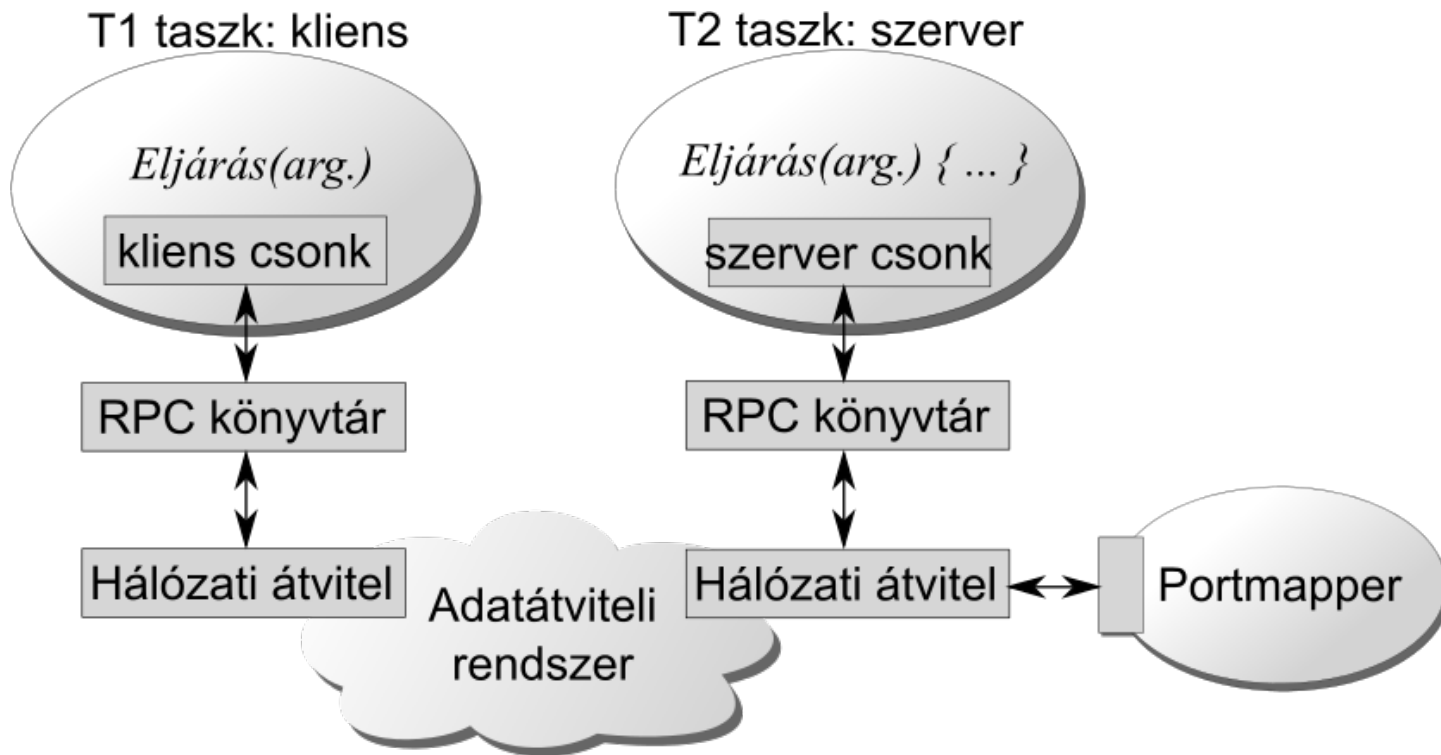 T1 taszk: kliens
T2 taszk: szerver
Eljárás(arg.)
Eljárás(arg.) { ... }
kliens csonk
szerver csonk
RPC könyvtár
RPC könyvtár
Hálózati átvitel
Adatátviteli
rendszer
Hálózati átvitel
Portmapper